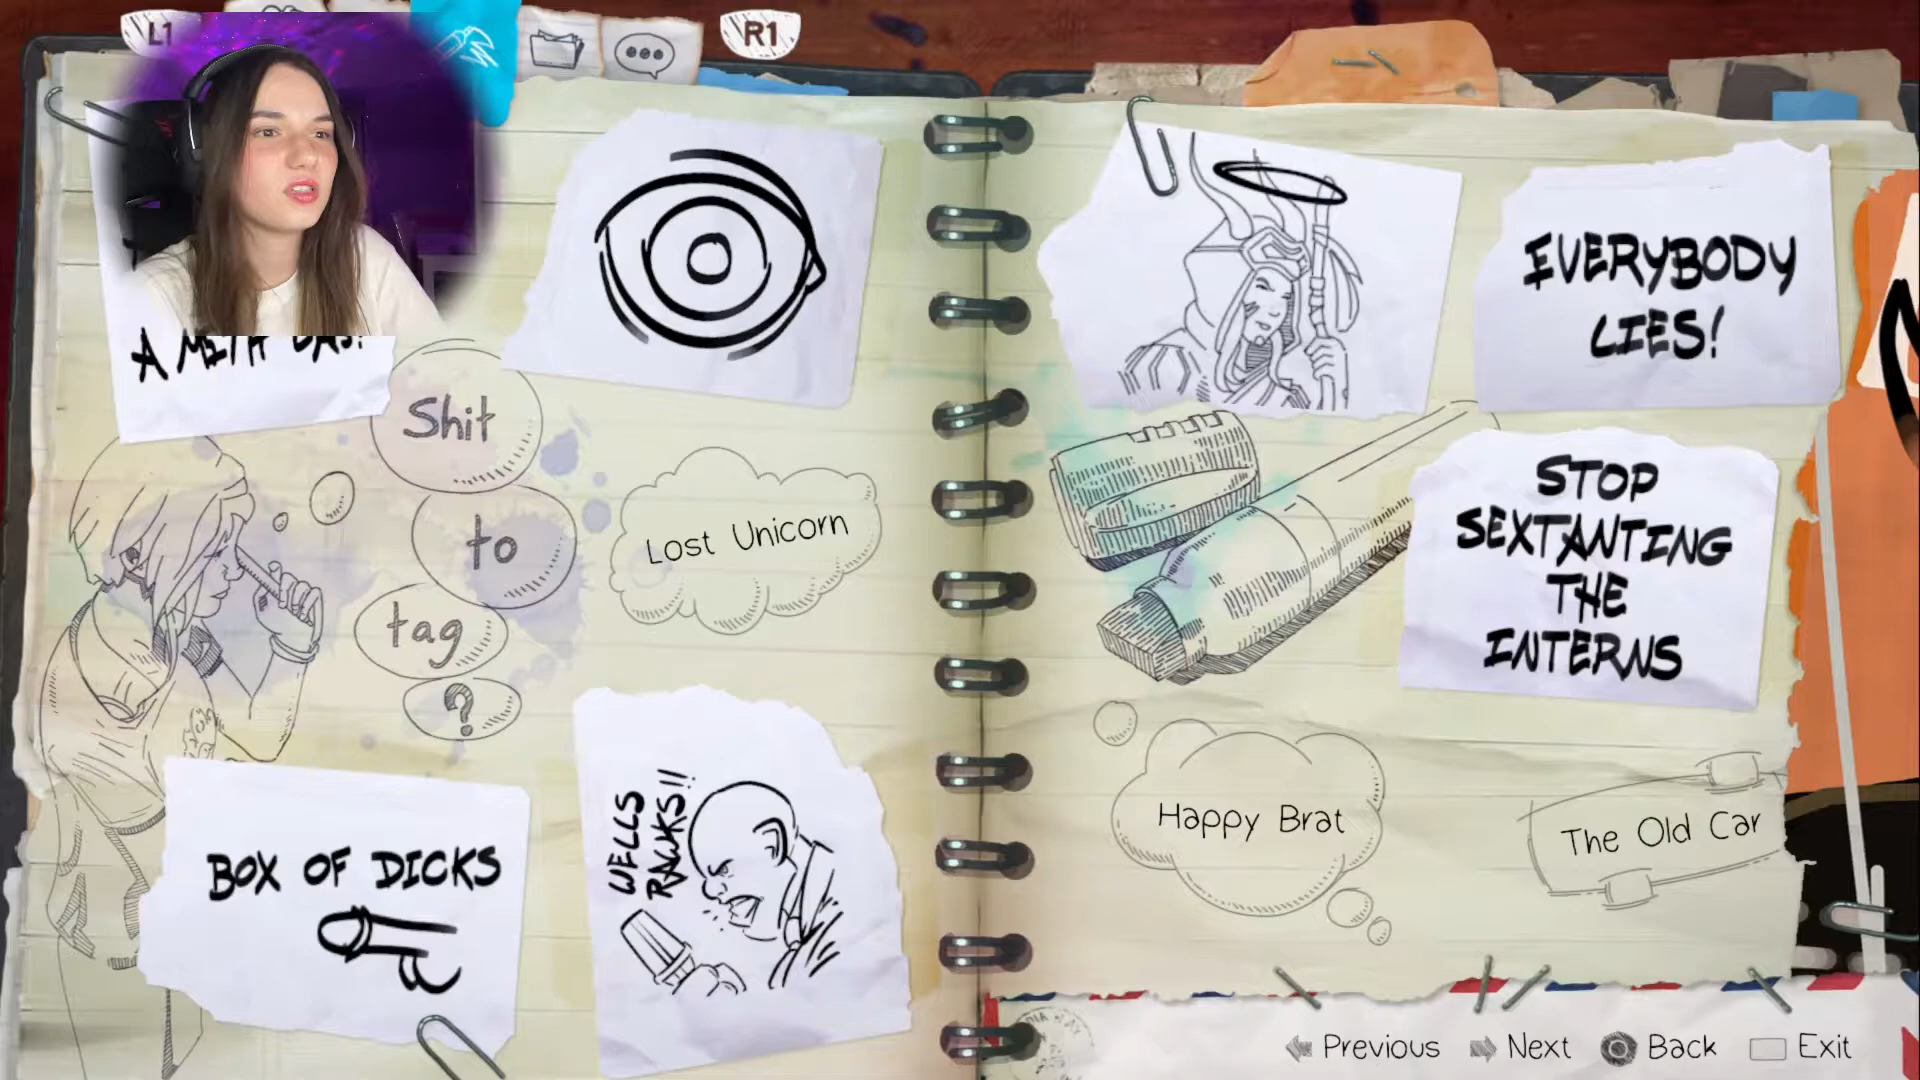 L1
R1
EVERYBODY
LIES!
Shit
to
tag
?
Lost Unicorn
STOP
SEXTANTING
THE
INTERNS
BOX OF DICKS
WELLS
RAWKS!!
Happy Brat
The Old Car
Previous
Next
Back
Exit